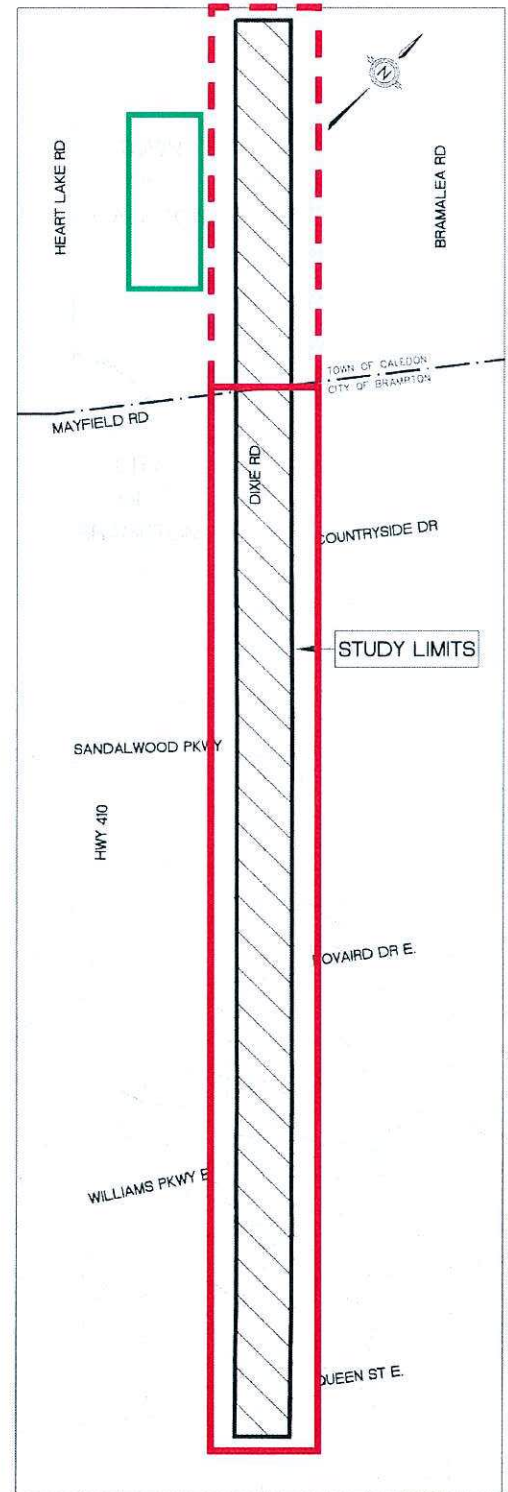 N
HEART LAKE RD
BRAMALEA RD
TOWN OF CALEDON
CITY OF BRAMPTON
MAYFIELD RD
DIXIE RD
COUNTRYSIDE DR
STUDY LIMITS
SANDALWOOD PKWY
HWY 410
OVAIRD DR E.
WILLIAMS PKWY E
QUEEN ST E.